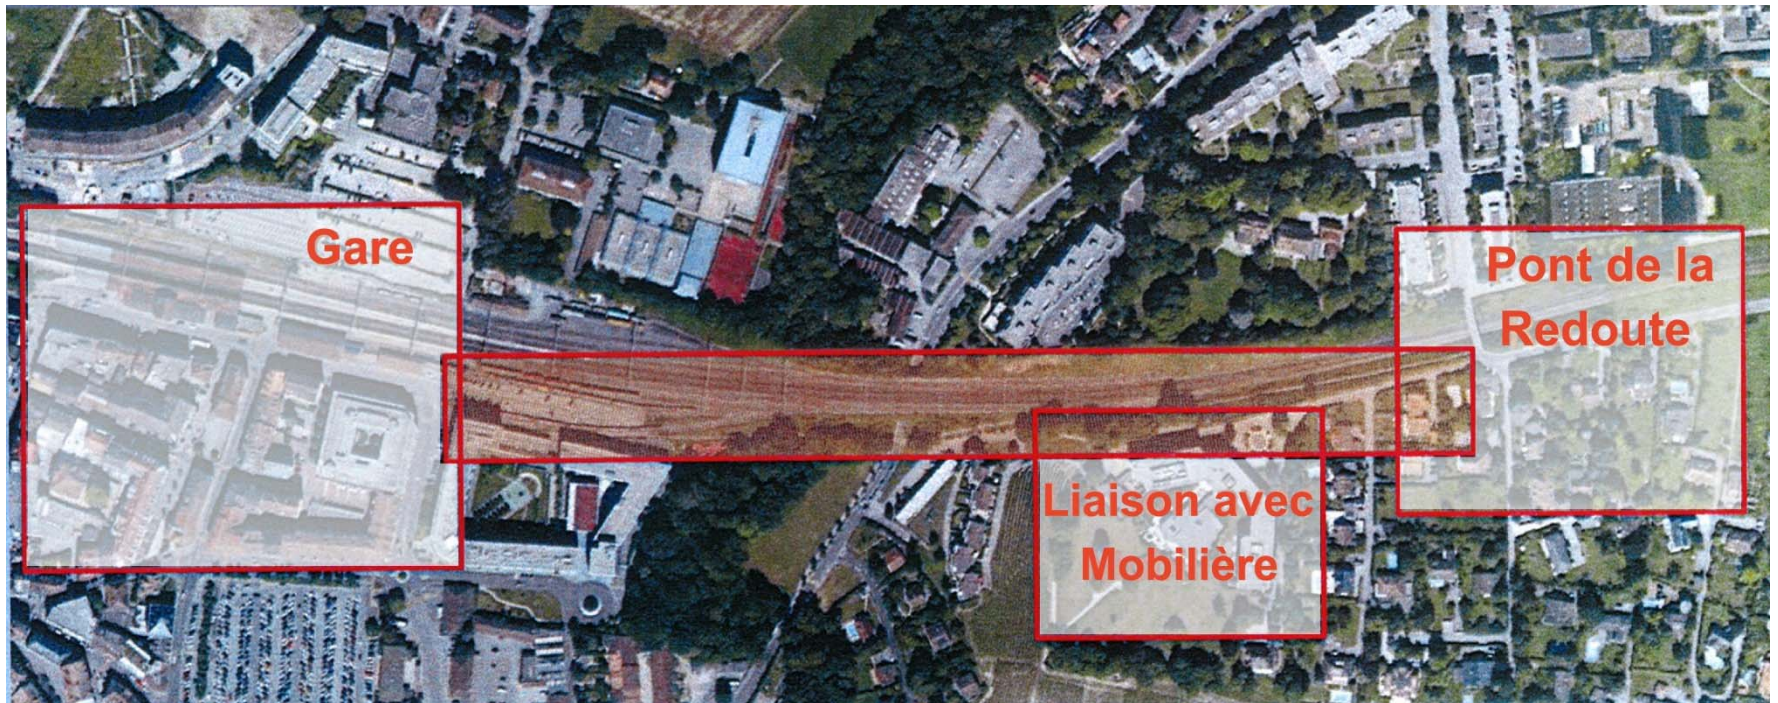 Gare
Pont de la
Redoute
Liaison avec
Mobilière